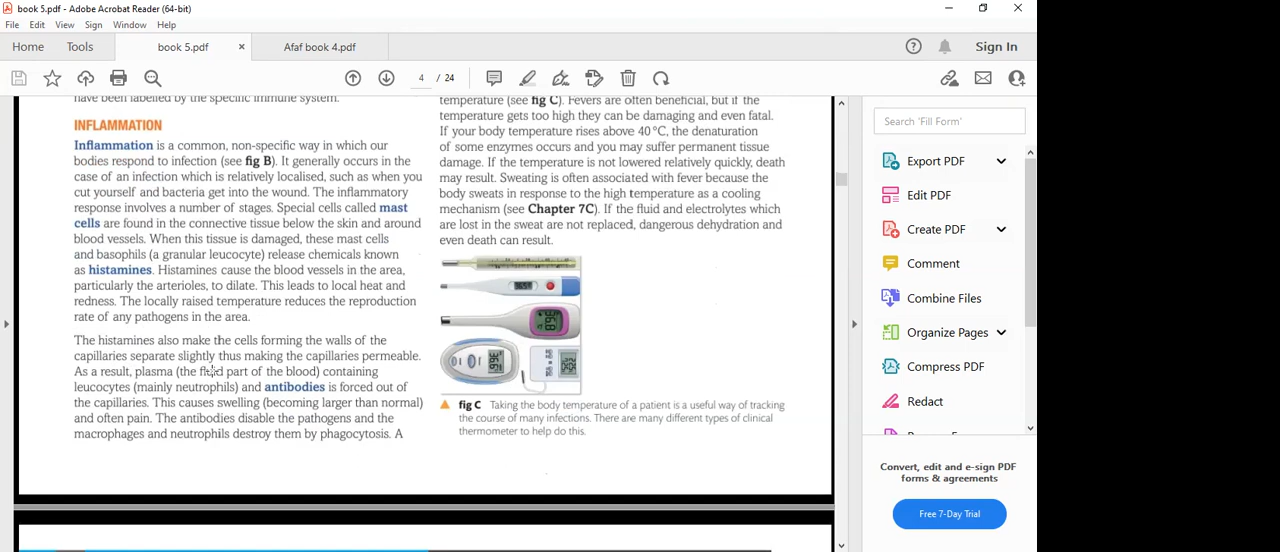 book 5.pdf - Adobe Acrobat Reader (64-bit)
File Edit View Sign Window Help
Home Tools book 5.pdf × Afaf book 4.pdf Sign In
4 / 24
have been labelled by the specific immune system.
INFLAMMATION
Inflammation is a common, non-specific way in which our
bodies respond to infection (see fig B). It generally occurs in the
case of an infection which is relatively localised, such as when you
cut yourself and bacteria get into the wound. The inflammatory
response involves a number of stages. Special cells called mast
cells are found in the connective tissue below the skin and around
blood vessels. When this tissue is damaged, these mast cells
and basophils (a granular leucocyte) release chemicals known
as histamines. Histamines cause the blood vessels in the area,
particularly the arterioles, to dilate. This leads to local heat and
redness. The locally raised temperature reduces the reproduction
rate of any pathogens in the area.
The histamines also make the cells forming the walls of the
capillaries separate slightly thus making the capillaries permeable.
As a result, plasma (the fluid part of the blood) containing
leucocytes (mainly neutrophils) and antibodies is forced out of
the capillaries. This causes swelling (becoming larger than normal)
and often pain. The antibodies disable the pathogens and the
macrophages and neutrophils destroy them by phagocytosis. A
temperature (see fig C). Fevers are often beneficial, but if the
temperature gets too high they can be damaging and even fatal.
If your body temperature rises above 40 °C, the denaturation
of some enzymes occurs and you may suffer permanent tissue
damage. If the temperature is not lowered relatively quickly, death
may result. Sweating is often associated with fever because the
body sweats in response to the high temperature as a cooling
mechanism (see Chapter 7C). If the fluid and electrolytes which
are lost in the sweat are not replaced, dangerous dehydration and
even death can result.
fig C Taking the body temperature of a patient is a useful way of tracking
the course of many infections. There are many different types of clinical
thermometer to help do this.
Search 'Fill Form'
Export PDF
Edit PDF
Create PDF
Comment
Combine Files
Organize Pages
Compress PDF
Redact
Convert, edit and e-sign PDF
forms & agreements
Free 7-Day Trial